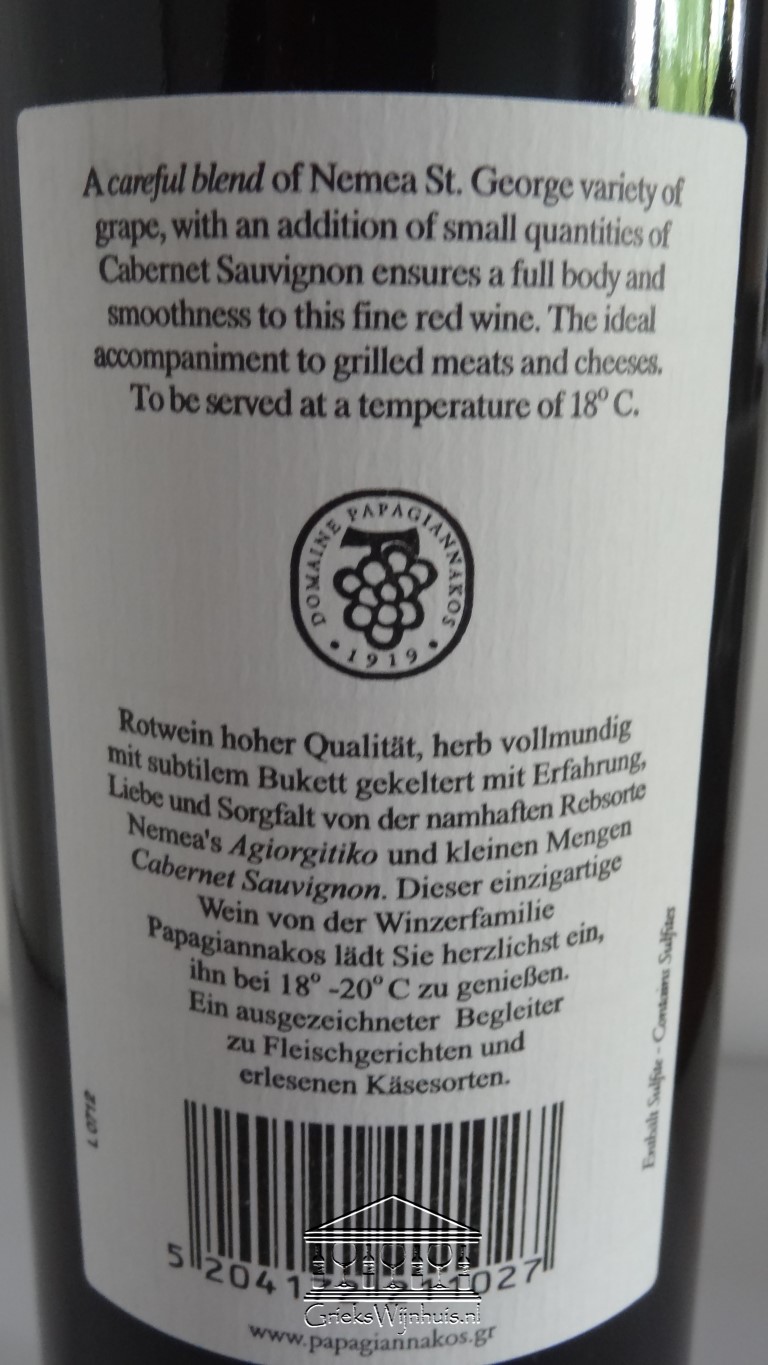 A careful blend of Nemea St. George variety of
grape, with an addition of small quantities of
Cabernet Sauvignon ensures a full body and
smoothness to this fine red wine. The ideal
accompaniment to grilled meats and cheeses.
To be served at a temperature of 18° C.
DOMAINE PAPAGIANNAKOS
• 1919 •
Rotwein hoher Qualität, herb vollmundig
mit subtilem Bukett gekeltert mit Erfahrung,
Liebe und Sorgfalt von der namhaften Rebsorte
Nemea's Agiorgitiko und kleinen Mengen
Cabernet Sauvignon. Dieser einzigartige
Wein von der Winzerfamilie
Papagiannakos lädt Sie herzlichst ein,
ihn bei 18° -20° C zu genießen.
Ein ausgezeichneter Begleiter
zu Fleischgerichten und
erlesenen Käsesorten.
Enthält Sulfite - Contains Sulfites
L 0712
GrieksWijnhuis.nl
www.papagiannakos.gr